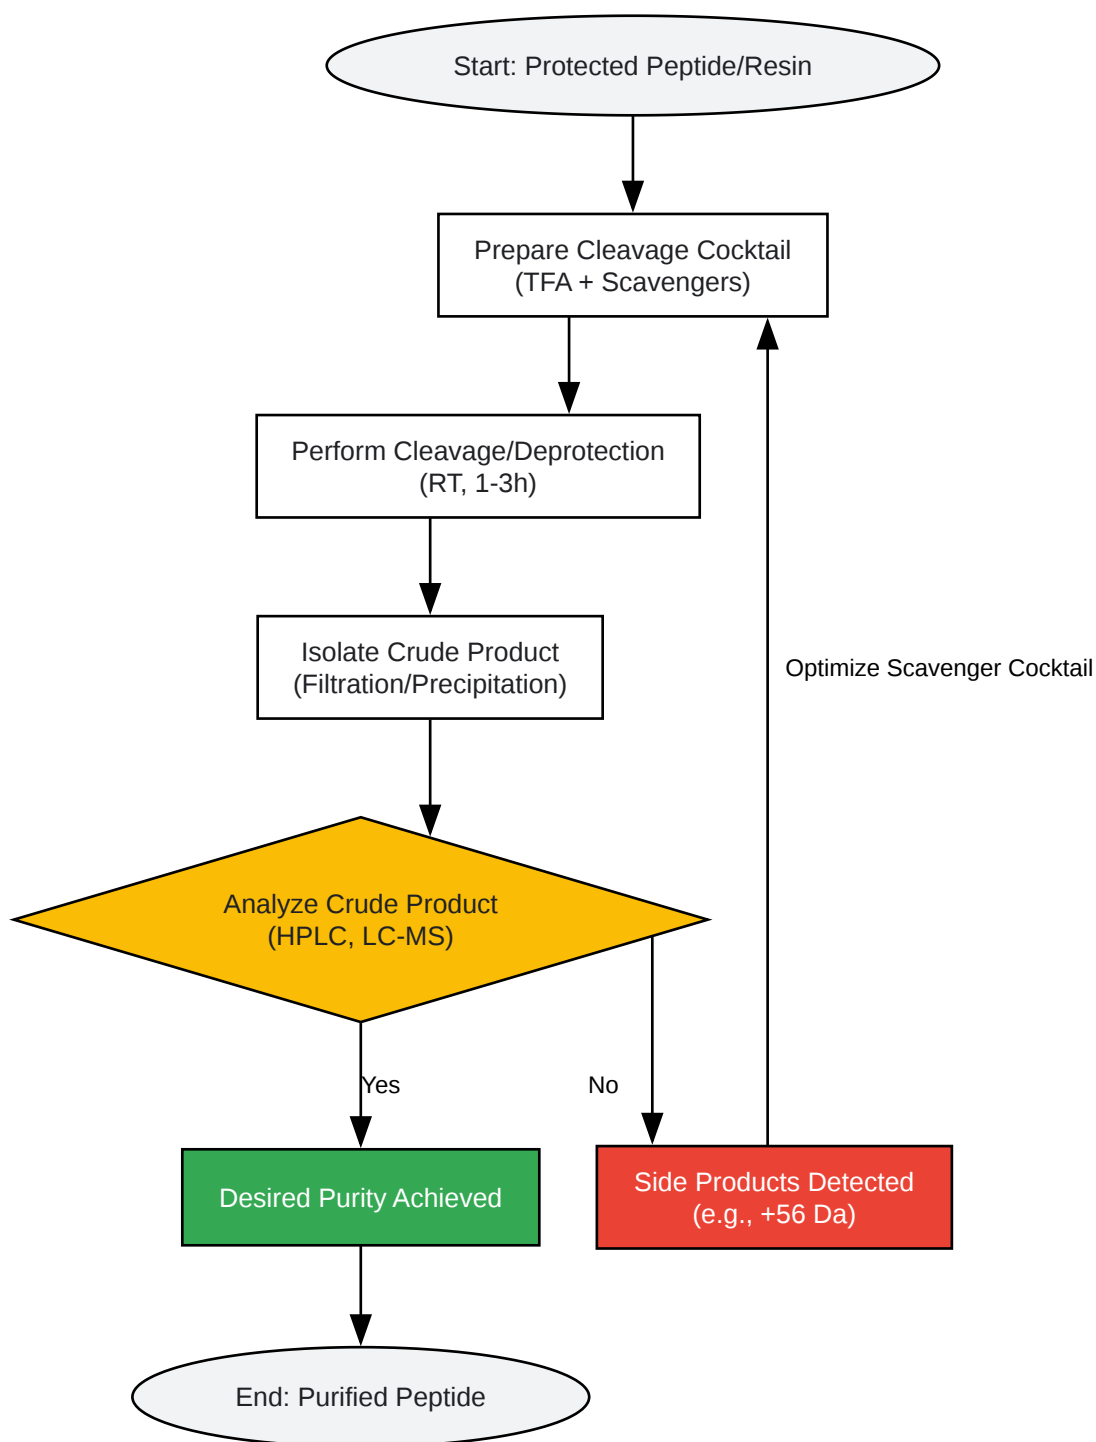 Start: Protected Peptide/Resin
Prepare Cleavage Cocktail
(TFA + Scavengers)
Perform Cleavage/Deprotection
(RT, 1-3h)
Isolate Crude Product
(Filtration/Precipitation)
Optimize Scavenger Cocktail
Analyze Crude Product
(HPLC, LC-MS)
Yes
No
Desired Purity Achieved
Side Products Detected
(e.g., +56 Da)
End: Purified Peptide